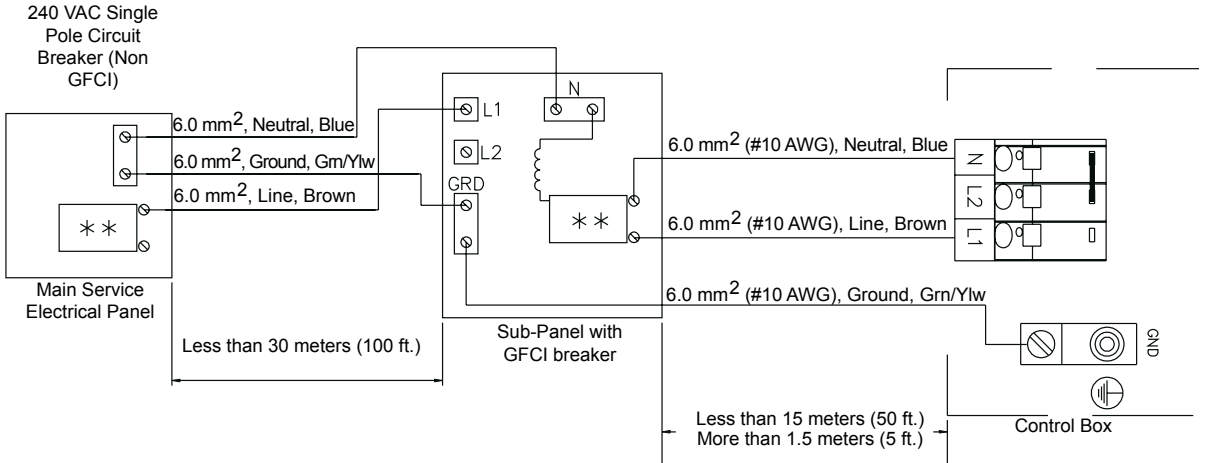 240 VAC Single
Pole Circuit
Breaker (Non
GFCI)
6.0 mm², Neutral, Blue
6.0 mm², Ground, Grn/Ylw
6.0 mm², Line, Brown
**
Main Service
Electrical Panel
Less than 30 meters (100 ft.)
N
L1
L2
GRD
**
Sub-Panel with
GFCI breaker
6.0 mm² (#10 AWG), Neutral, Blue
6.0 mm² (#10 AWG), Line, Brown
6.0 mm² (#10 AWG), Ground, Grn/Ylw
Less than 15 meters (50 ft.)
More than 1.5 meters (5 ft.)
N
L2
L1
GND
Control Box